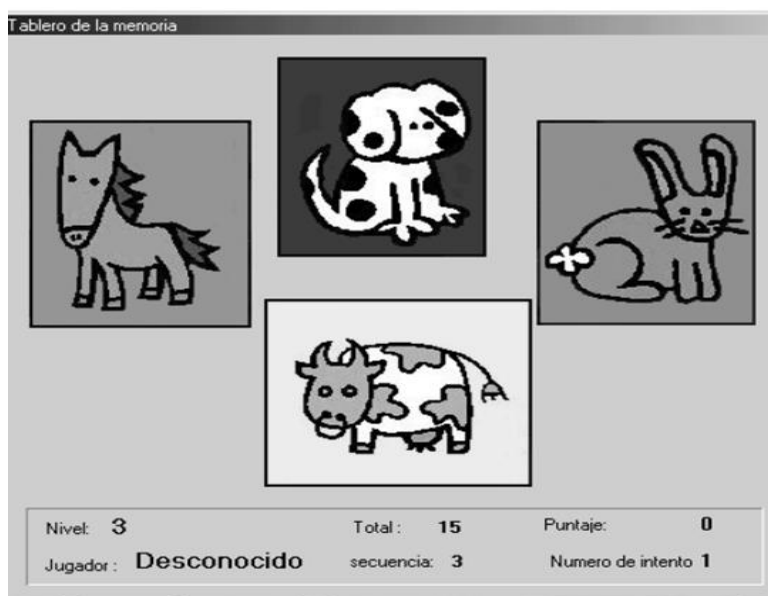 Tablero de la memoria
Nivel: 3 Total : 15 Puntaje: 0
Jugador : Desconocido secuencia: 3 Numero de intento 1